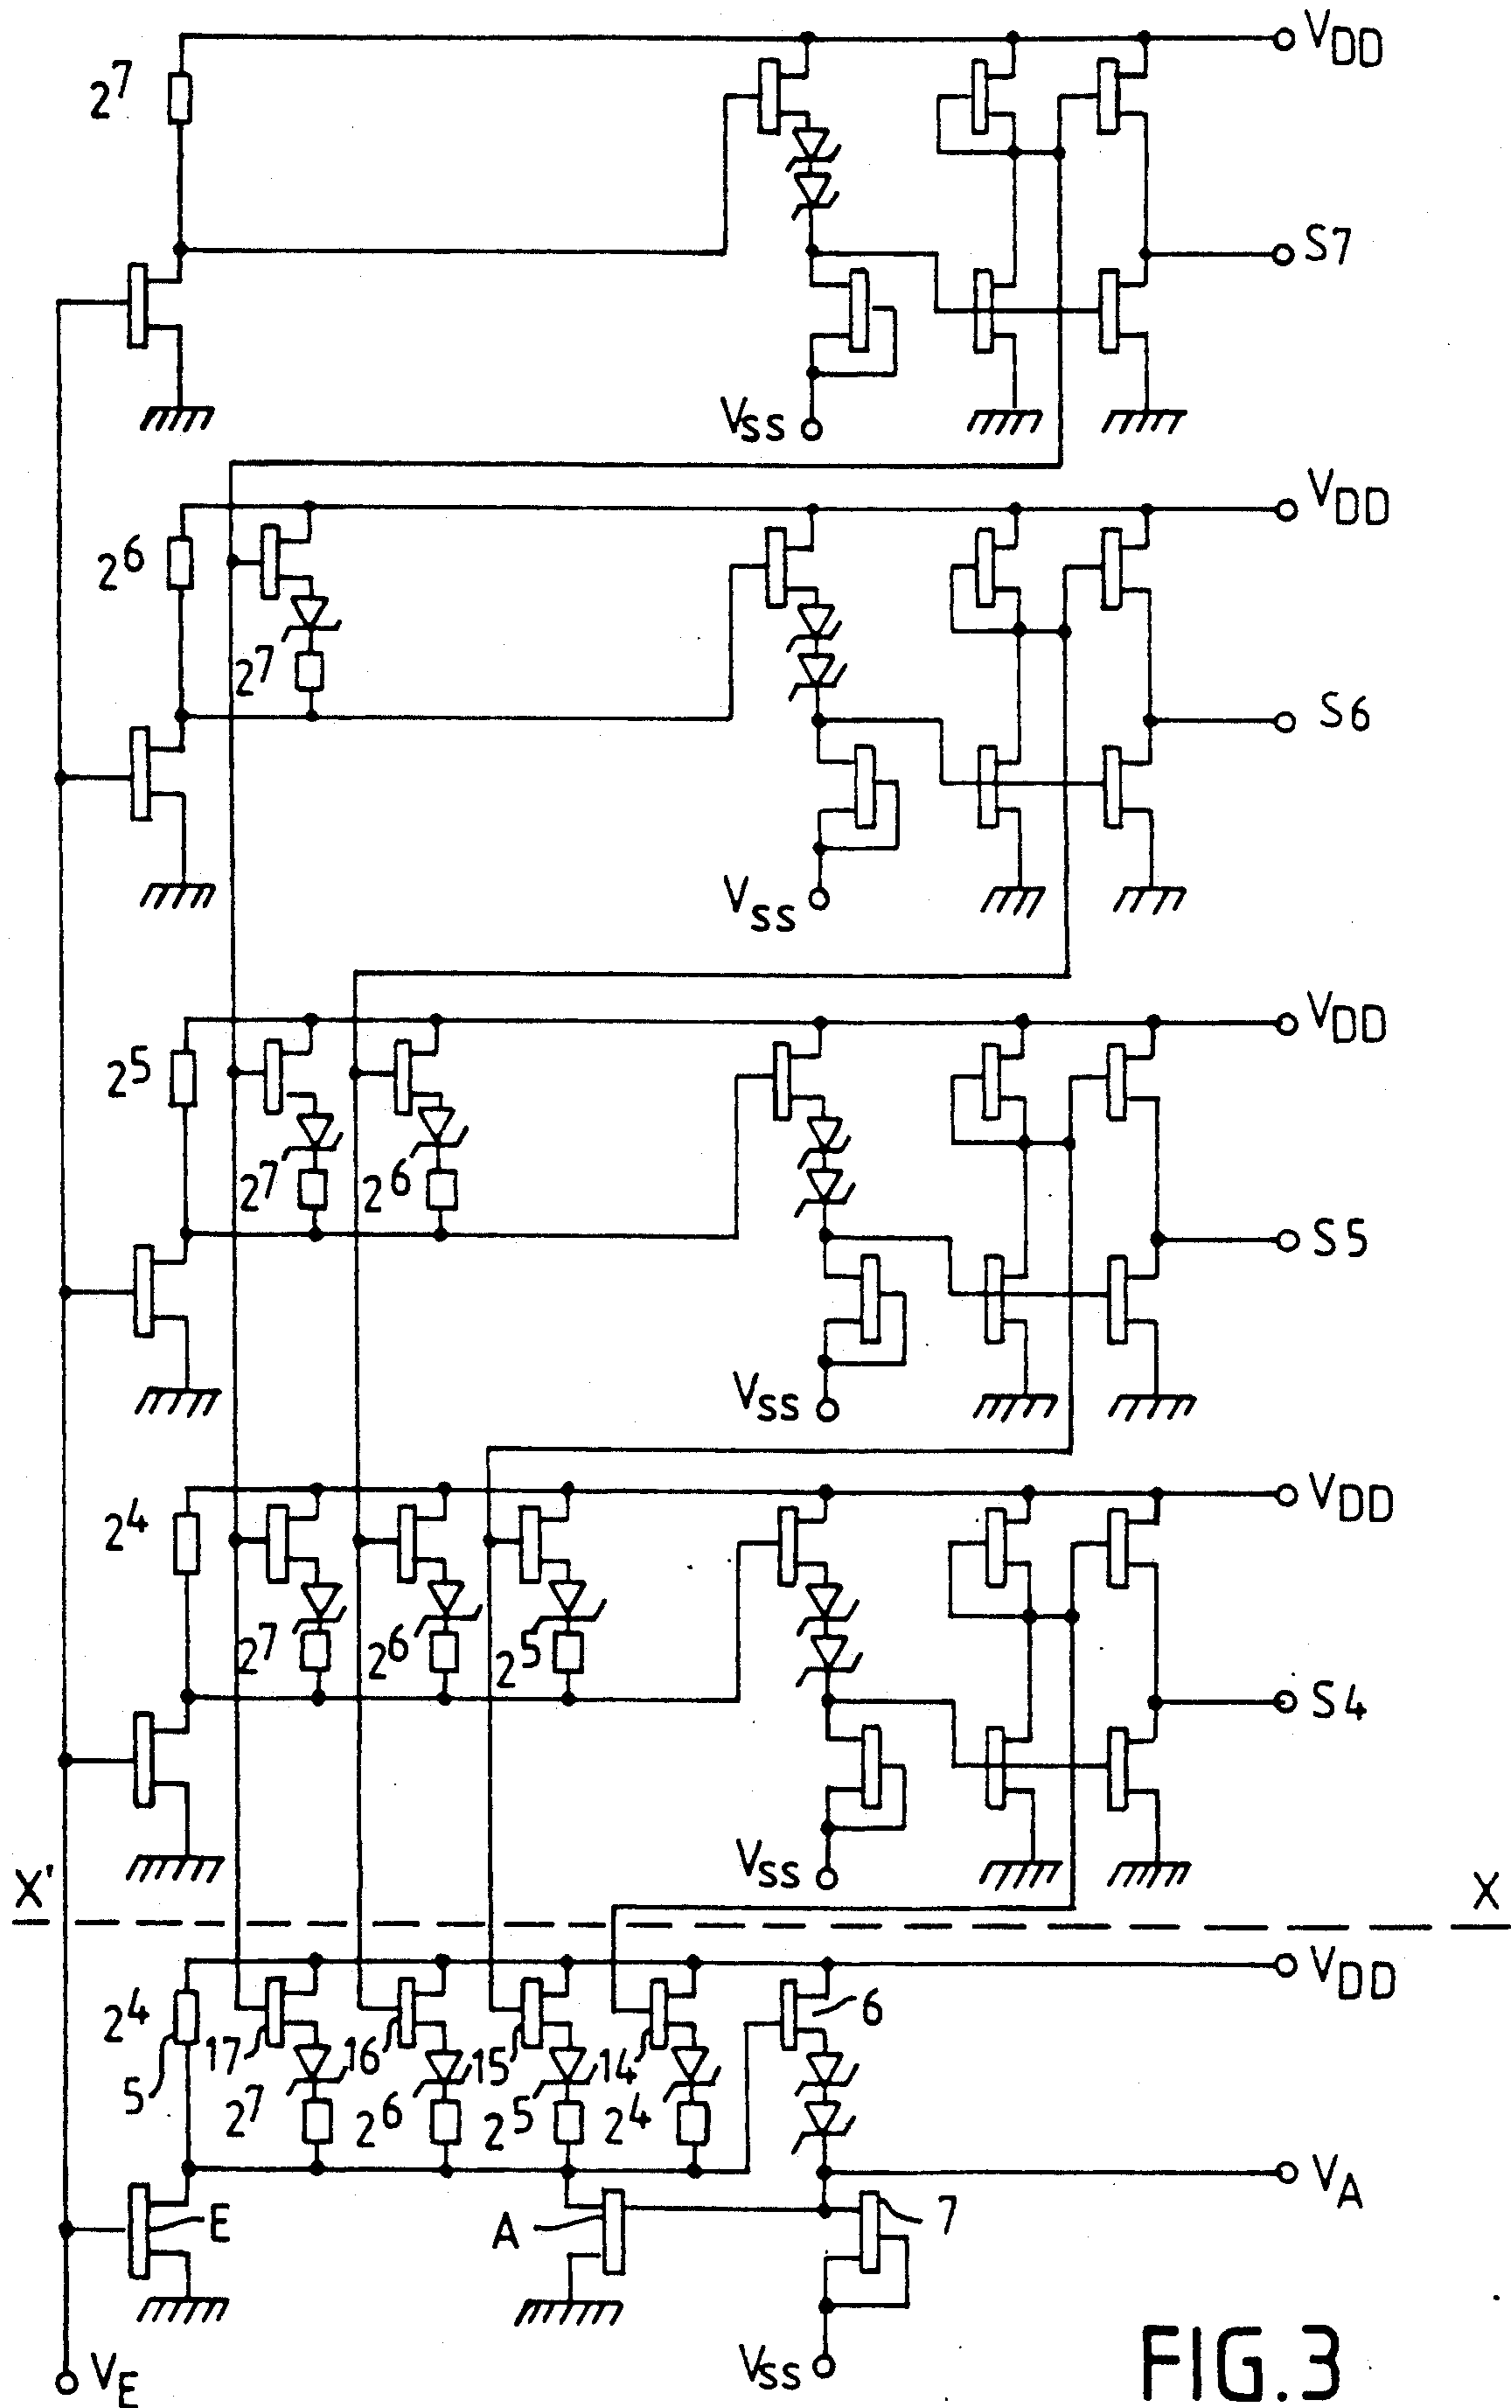 V_DD
2^7
S7
V_SS
V_DD
2^6
2^7
S6
V_SS
V_DD
2^5
2^7 2^6
S5
V_SS
V_DD
2^4
2^7 2^6 2^5
S4
V_SS
X' X
V_DD
2^4 6
5 17 16 15 14
2^7 2^6 2^5 2^4
V_A
E A 7
V_SS
V_E
FIG.3